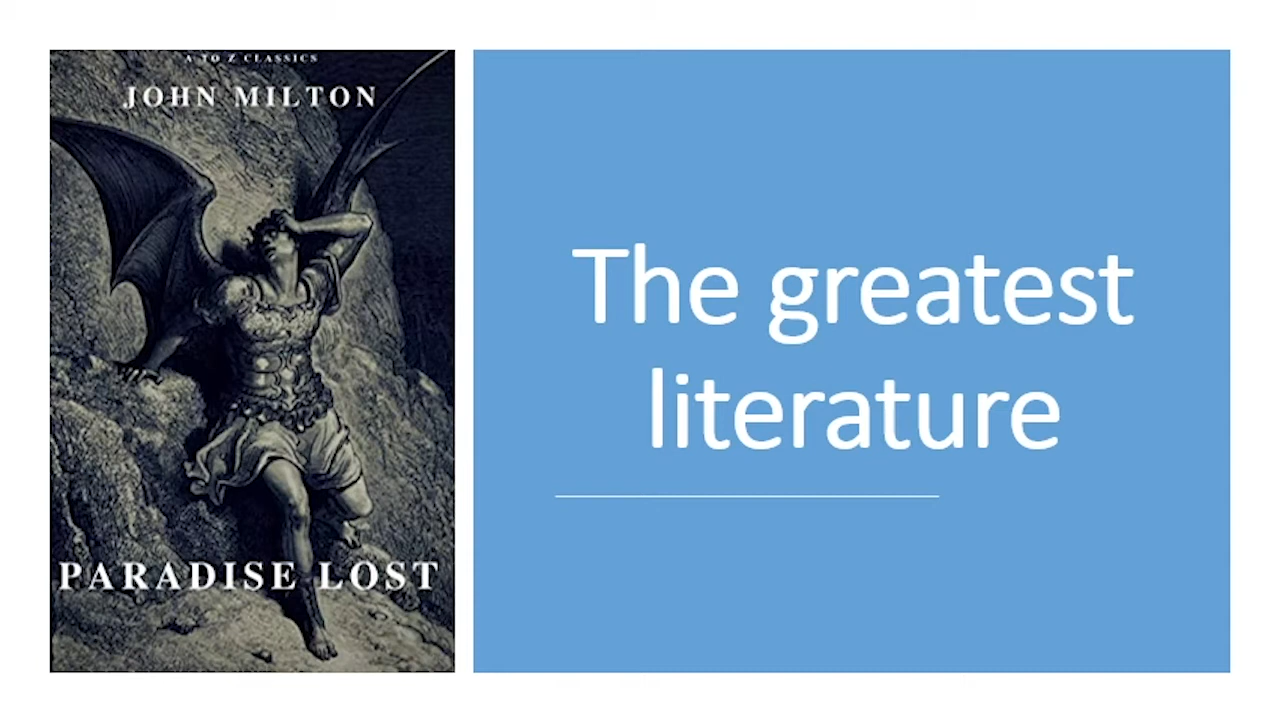 A TO Z CLASSICS
JOHN MILTON
PARADISE LOST
The greatest
literature